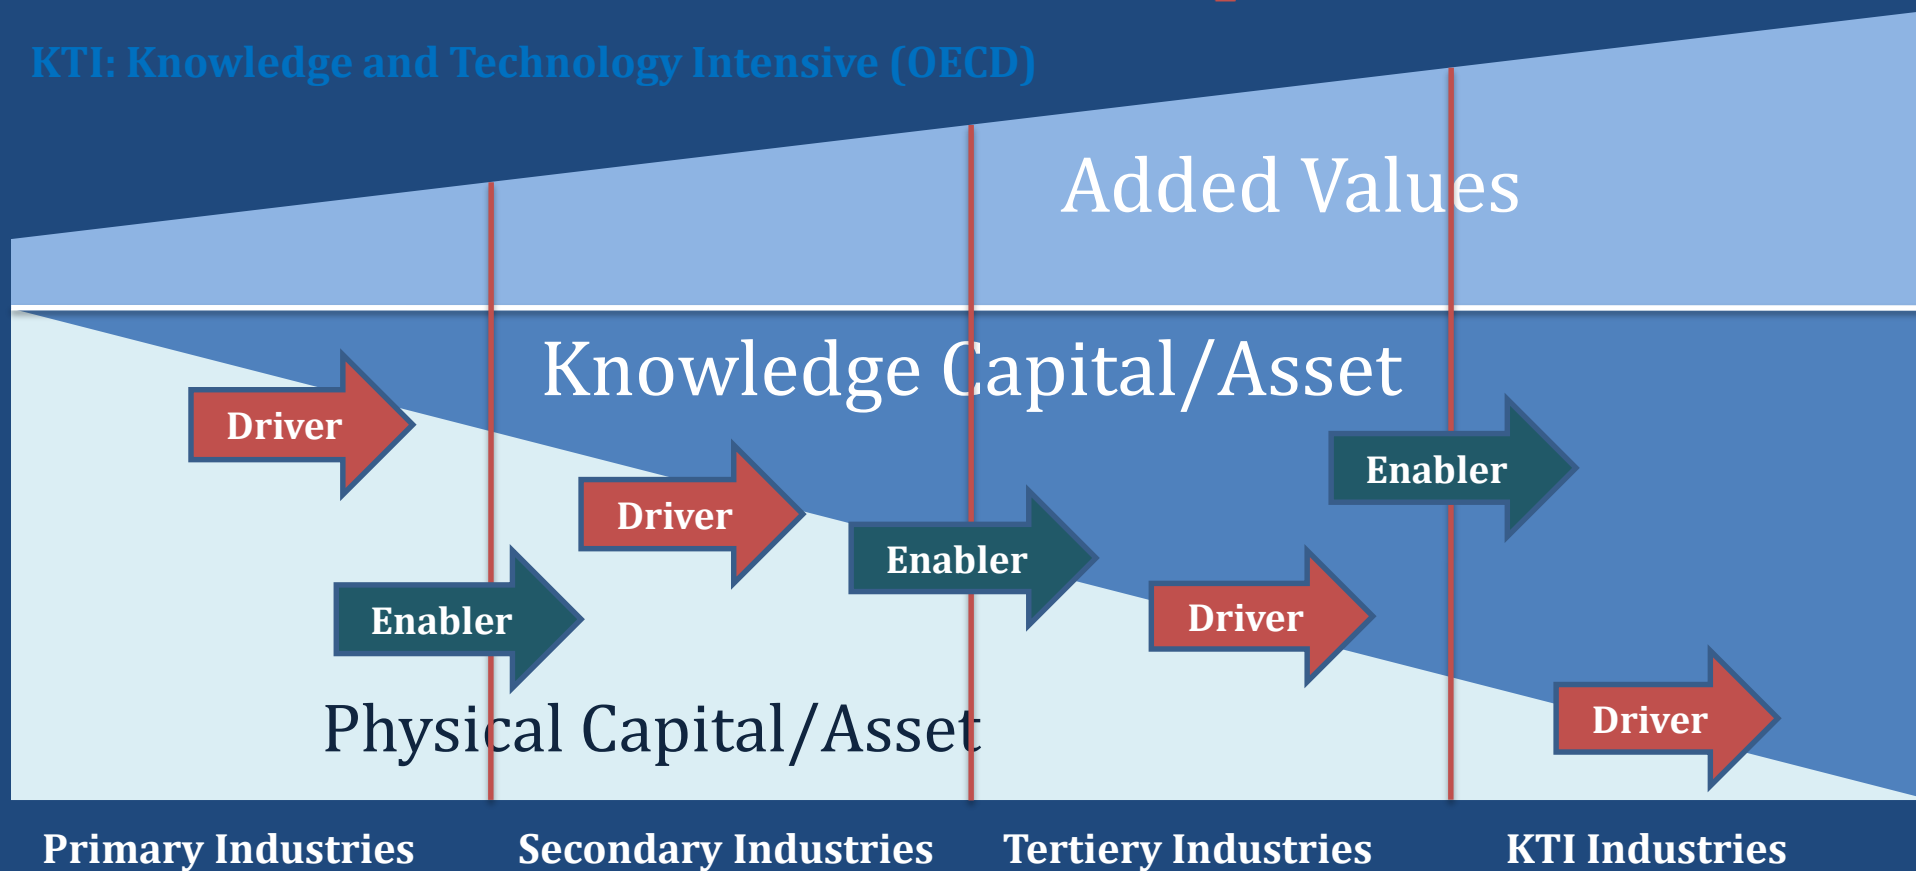 KTI: Knowledge and Technology Intensive (OECD)
Added Values
Knowledge Capital/Asset
Driver
Enabler
Driver
Enabler
Driver
Enabler
Driver
Physical Capital/Asset
Primary Industries
Secondary Industries
Tertiery Industries
KTI Industries